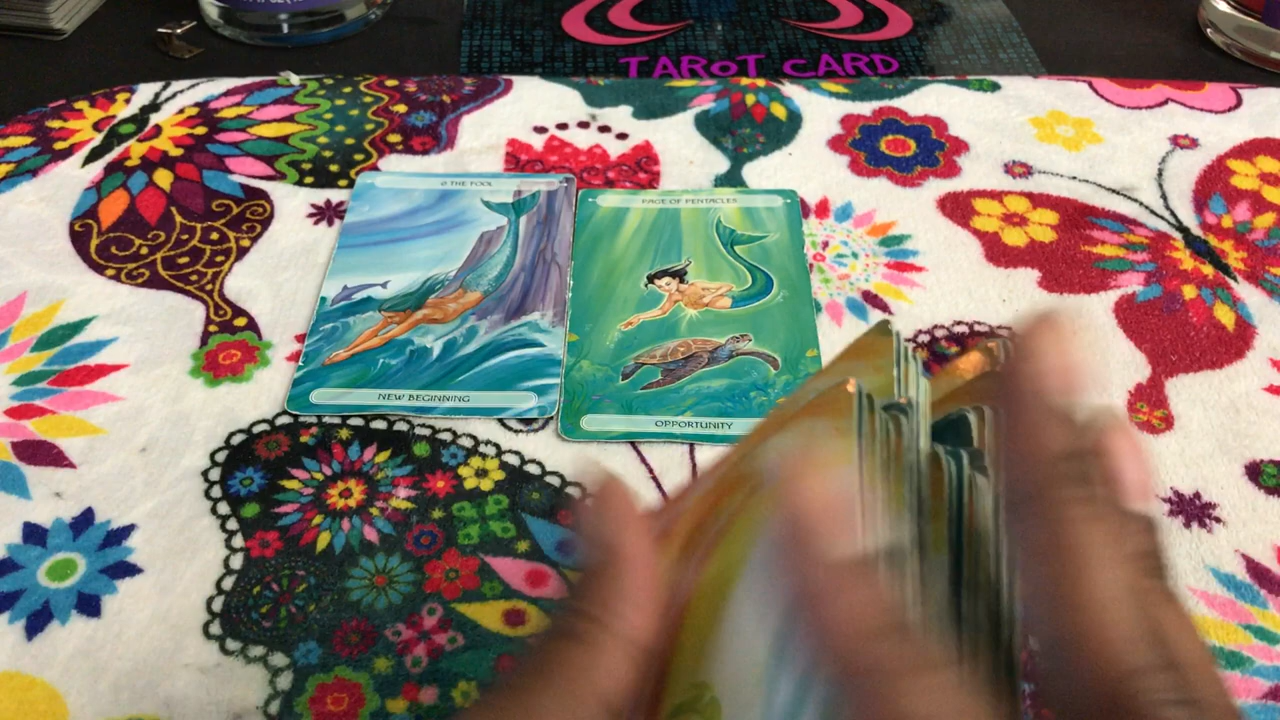 TAROT CARD
0 THE FOOL
NEW BEGINNING
PAGE OF PENTACLES
OPPORTUNITY